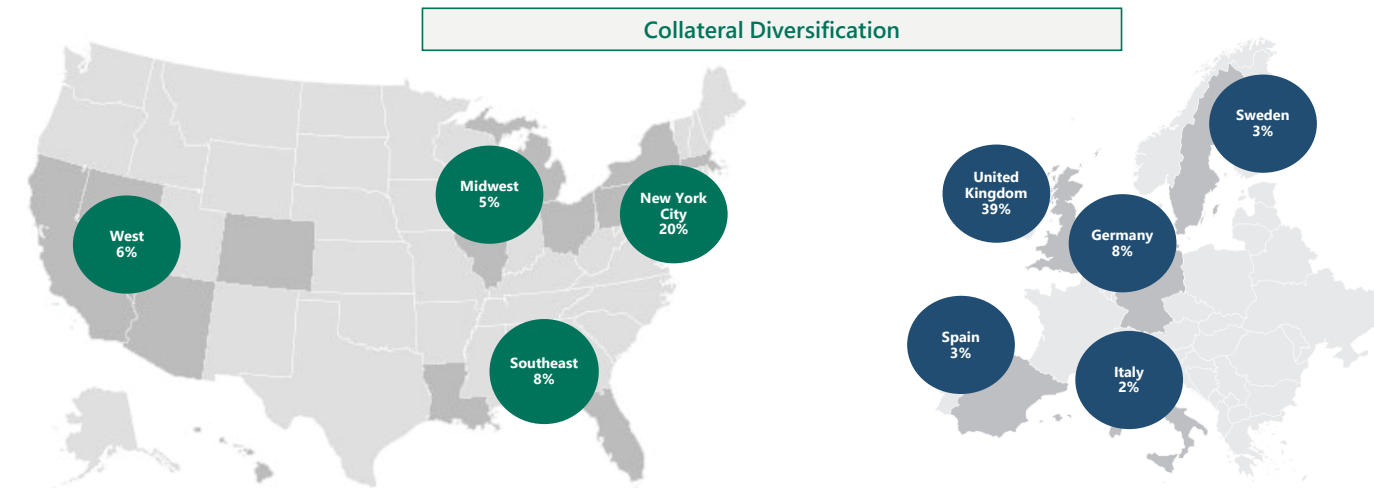 Collateral Diversification
West
6%
Midwest
5%
New York
City
20%
Southeast
8%
Sweden
3%
United
Kingdom
39%
Germany
8%
Spain
3%
Italy
2%